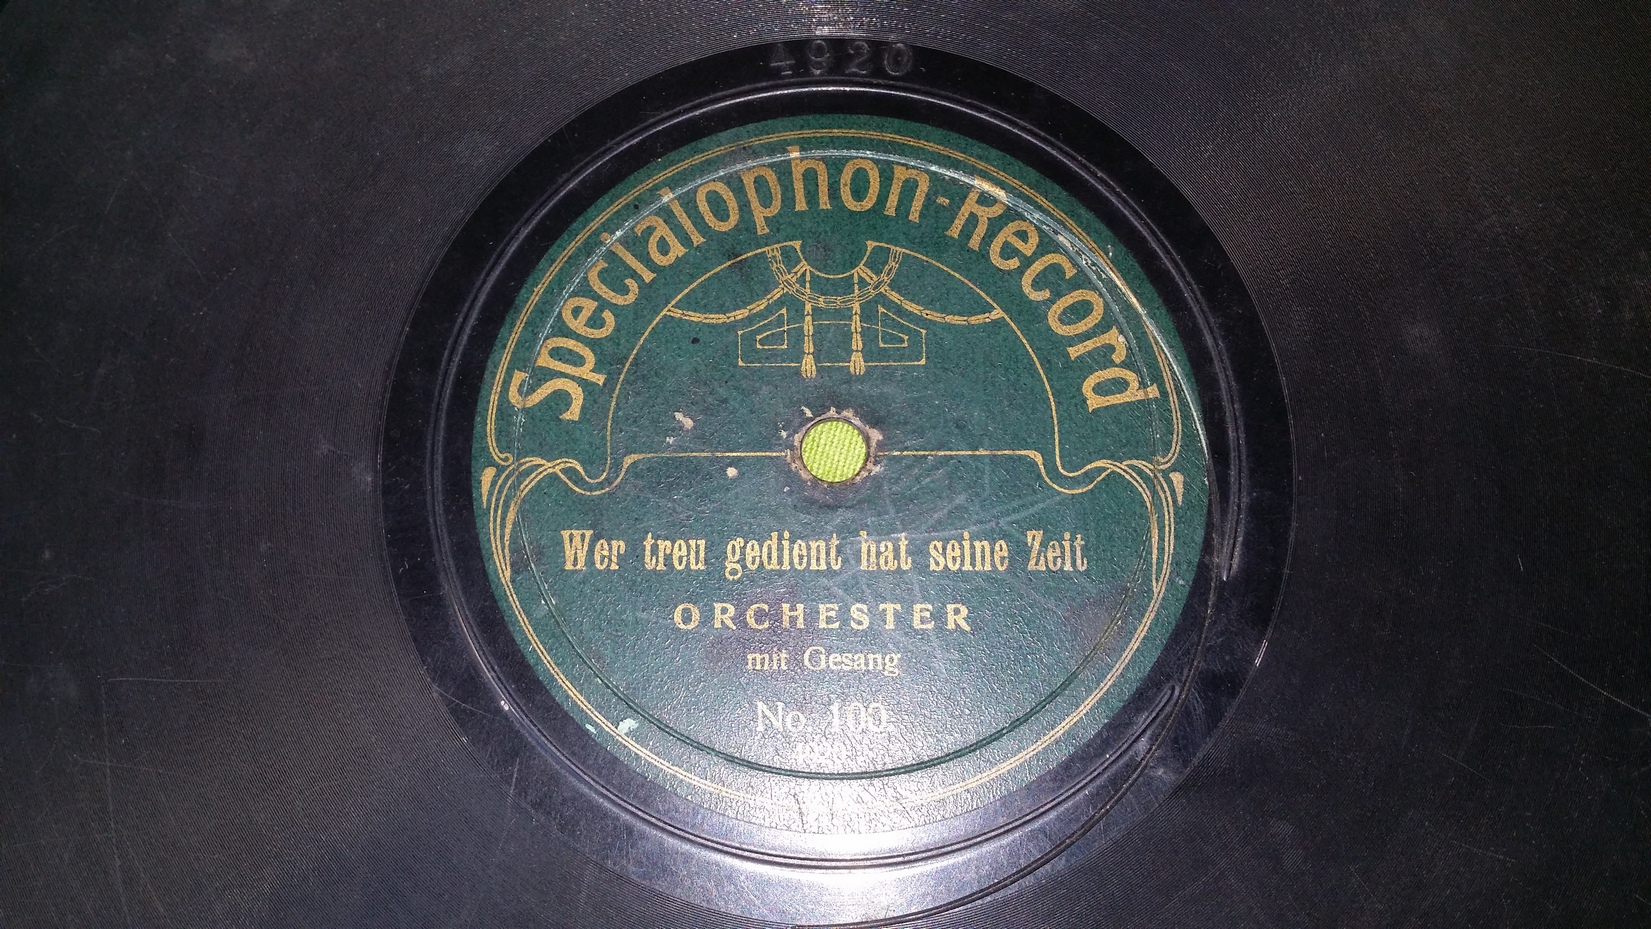 4920
Specialophon-Record
Wer treu gedient hat seine Zeit
ORCHESTER
mit Gesang
No. 100.